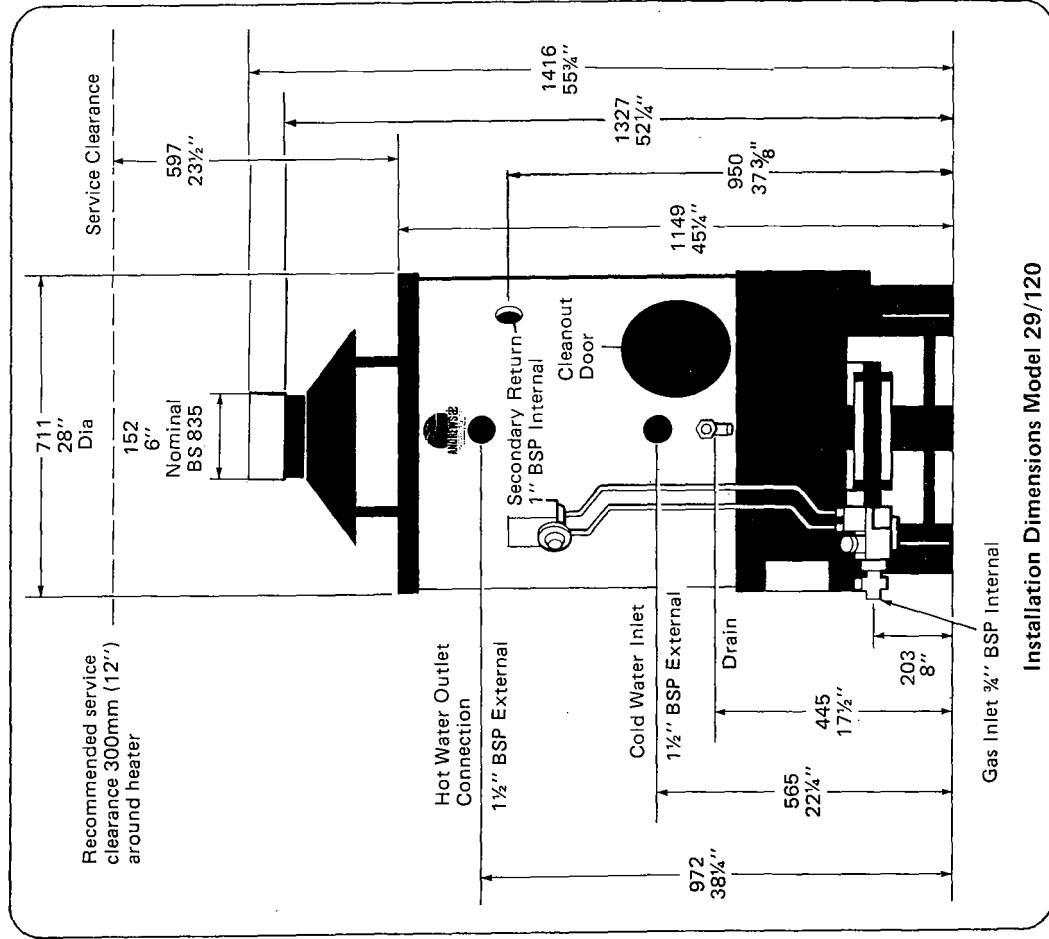 Service Clearance
Recommended service
clearance 300mm (12’’)
around heater
711
28’’
Dia
152
6’’
Nominal
BS 835
597
23½’’
1416
55¾’’
1327
52¼’’
950
37⅜"
1149
45¼’’
ANDREWS
Hot Water Outlet
Connection
1½’’ BSP External
Secondary Return
1’’ BSP Internal
Cleanout
Door
Cold Water Inlet
1½’’ BSP External
Drain
972
38¼’’
565
22¼’’
445
17½’’
203
8’’
Gas Inlet ¾’’ BSP Internal
Installation Dimensions Model 29/120